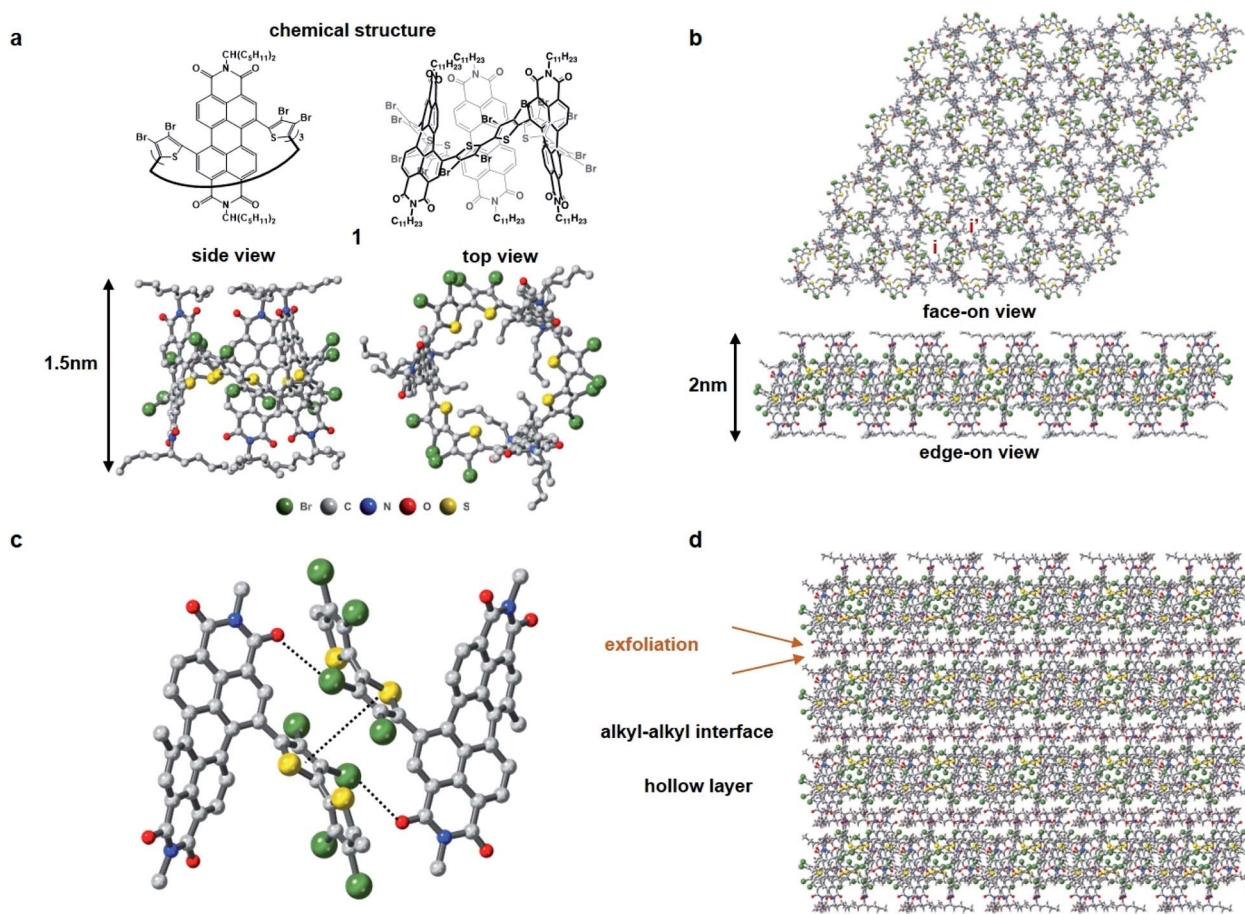 a
chemical structure
CH(C5H11)2
O N O
Br Br
Br Br
S S
3
O N O
CH(C5H11)2
C11H23 C11H23
C11H23
O N O
O
O
Br
Br
Br
Br
Br
S
S
S
S
Br
Br
Br
O N O
O N O
C11H23
C11H23
C11H23
1
side view
top view
1.5nm
Br C N O S
b
i
i'
face-on view
2nm
edge-on view
c
d
exfoliation
alkyl-alkyl interface
hollow layer